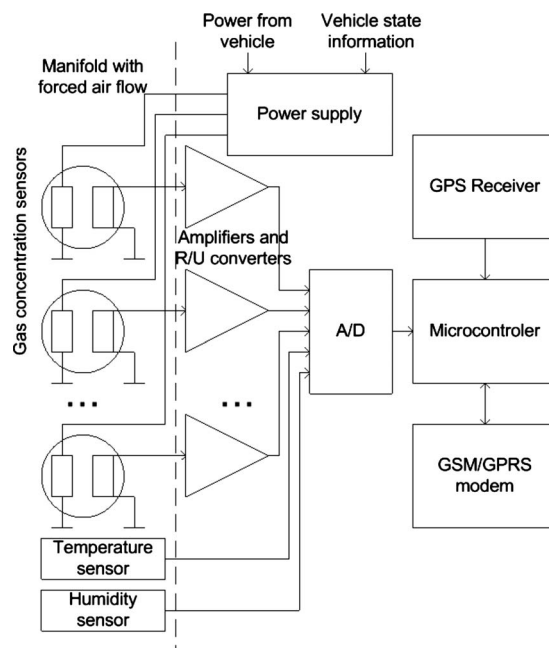 Power from
vehicle
Vehicle state
information
Manifold with
forced air flow
Power supply
Gas concentration sensors
GPS Receiver
Amplifiers and
R/U converters
A/D
Microcontroler
...
...
GSM/GPRS
modem
Temperature
sensor
Humidity
sensor